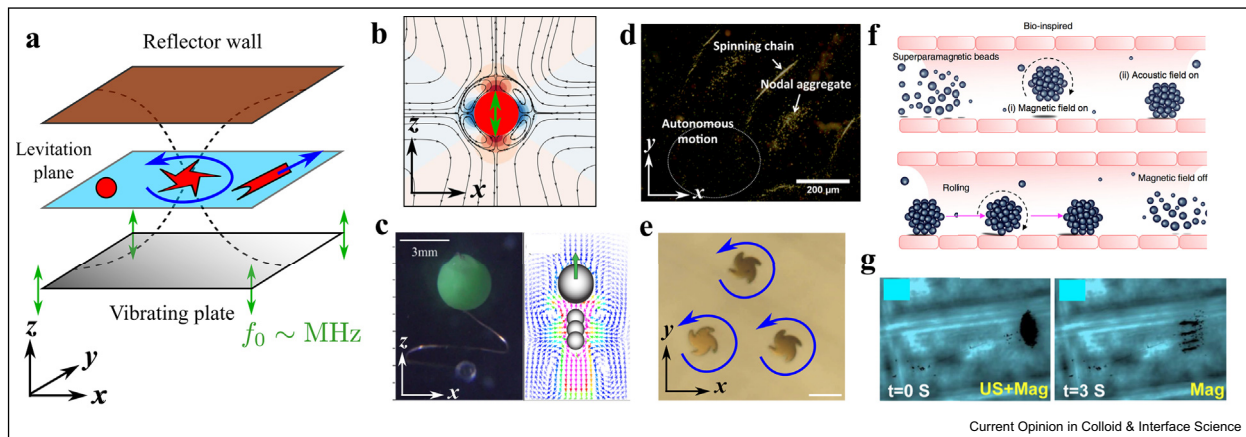 a
Reflector wall
Levitation
plane
Vibrating plate
f₀ ∼ MHz
z
y
x
b
z
x
c
3mm
z
x
d
Spinning chain
Nodal aggregate
Autonomous
motion
y
x
200 μm
e
y
x
f
Bio-inspired
Superparamagnetic beads
(i) Magnetic field on
(ii) Acoustic field on
Rolling
Magnetic field off
g
t=0 S
US+Mag
t=3 S
Mag
Current Opinion in Colloid & Interface Science